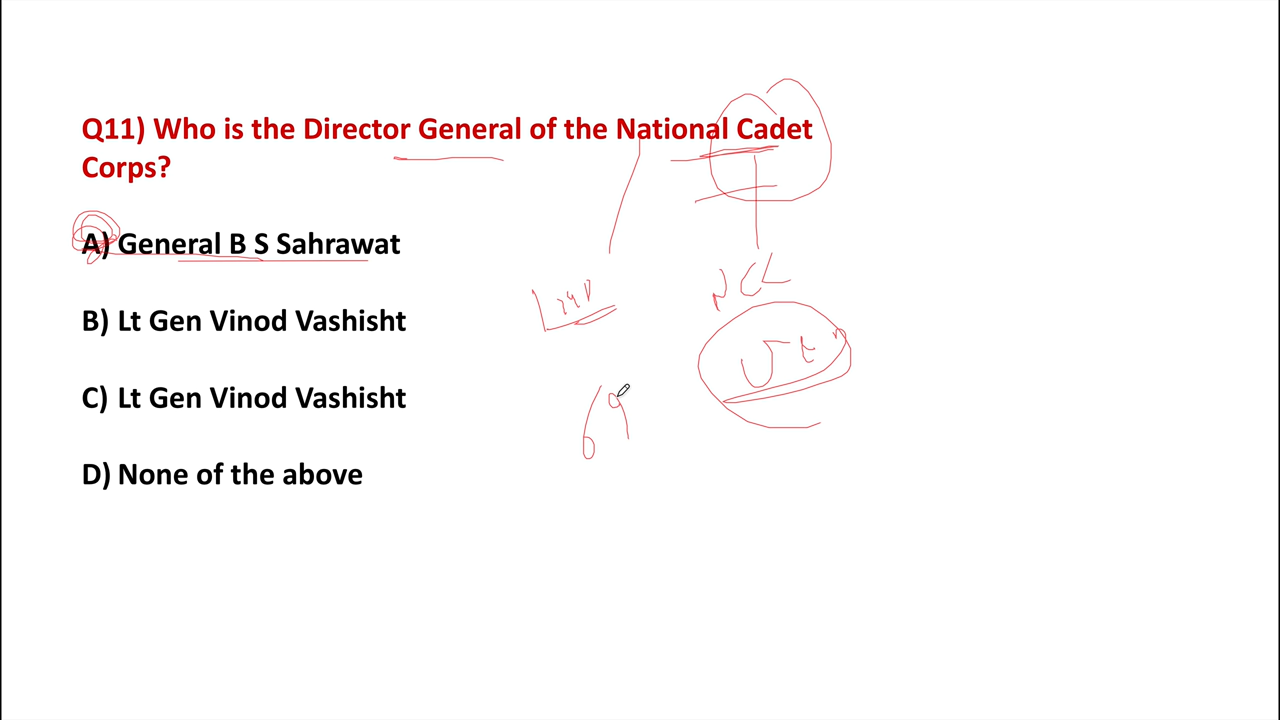 Q11) Who is the Director General of the National Cadet
Corps?
A) General B S Sahrawat
B) Lt Gen Vinod Vashisht
C) Lt Gen Vinod Vashisht
D) None of the above
69